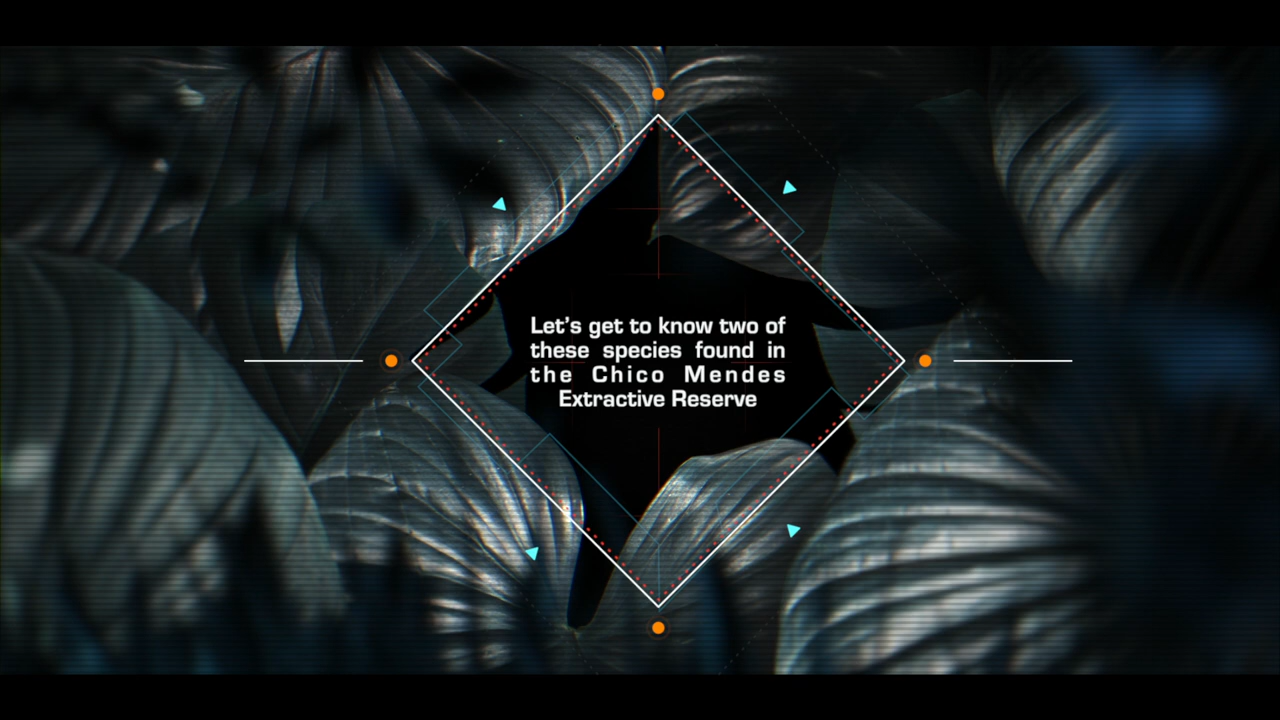 Let's get to know two of
these species found in
the Chico Mendes
Extractive Reserve